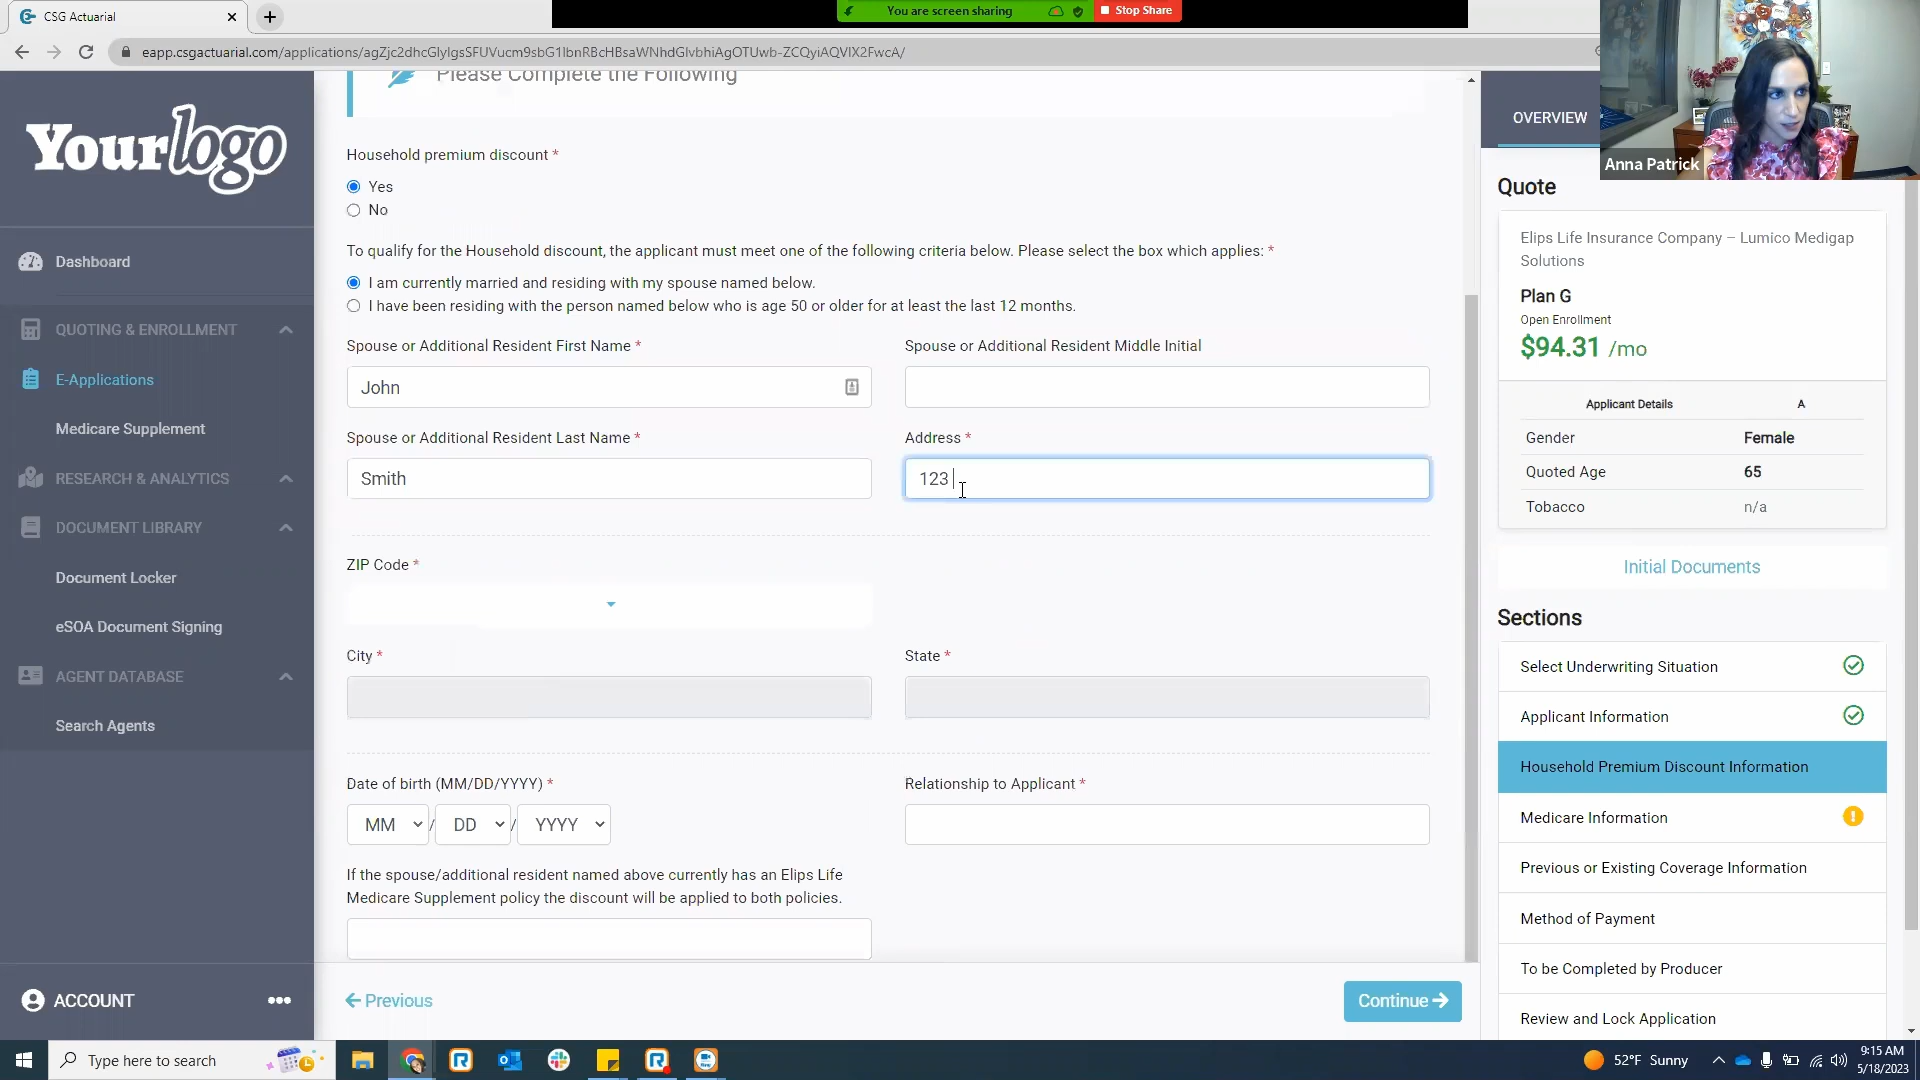 CSG Actuarial
You are screen sharing
Stop Share
eapp.csgactuarial.com/applications/agZjc2dhcGlyIgsSFUVucm9sbG1lbnRBcHBsaWNhdGlvbhiAgOTUwb-ZCQyiAQVIX2FwcA/
Anna Patrick
Yourlogo
Dashboard
QUOTING & ENROLLMENT
E-Applications
Medicare Supplement
RESEARCH & ANALYTICS
DOCUMENT LIBRARY
Document Locker
eSOA Document Signing
AGENT DATABASE
Search Agents
ACCOUNT
Please Complete the Following
Household premium discount *
Yes
No
To qualify for the Household discount, the applicant must meet one of the following criteria below. Please select the box which applies: *
I am currently married and residing with my spouse named below.
I have been residing with the person named below who is age 50 or older for at least the last 12 months.
Spouse or Additional Resident First Name *
Spouse or Additional Resident Middle Initial
John
Spouse or Additional Resident Last Name *
Address *
Smith
123
ZIP Code *
City *
State *
Date of birth (MM/DD/YYYY) *
Relationship to Applicant *
MM / DD / YYYY
If the spouse/additional resident named above currently has an Elips Life
Medicare Supplement policy the discount will be applied to both policies.
Previous
Continue
OVERVIEW
Quote
Elips Life Insurance Company – Lumico Medigap
Solutions
Plan G
Open Enrollment
$94.31 /mo
Applicant Details A
Gender Female
Quoted Age 65
Tobacco n/a
Initial Documents
Sections
Select Underwriting Situation
Applicant Information
Household Premium Discount Information
Medicare Information
Previous or Existing Coverage Information
Method of Payment
To be Completed by Producer
Review and Lock Application
Type here to search
52°F Sunny
9:15 AM
5/18/2023